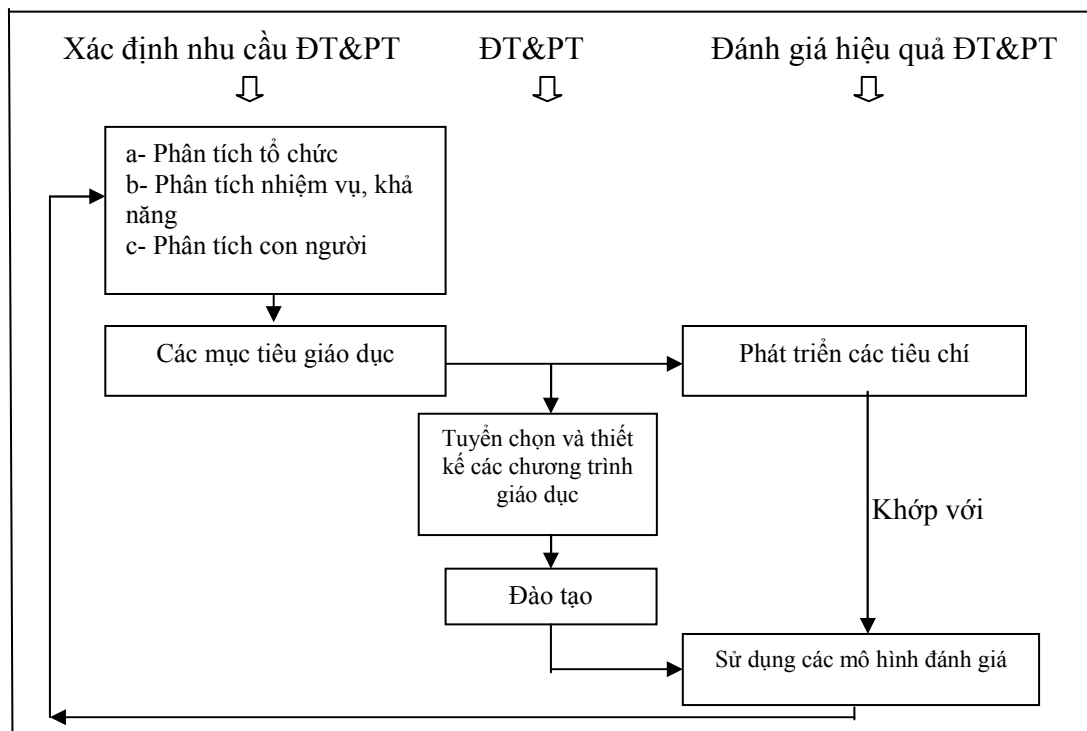 Xác định nhu cầu ĐT&PT
ĐT&PT
Đánh giá hiệu quả ĐT&PT
a- Phân tích tổ chức
b- Phân tích nhiệm vụ, khả
năng
c- Phân tích con người
Các mục tiêu giáo dục
Phát triển các tiêu chí
Tuyển chọn và thiết
kế các chương trình
giáo dục
Khớp với
Đào tạo
Sử dụng các mô hình đánh giá